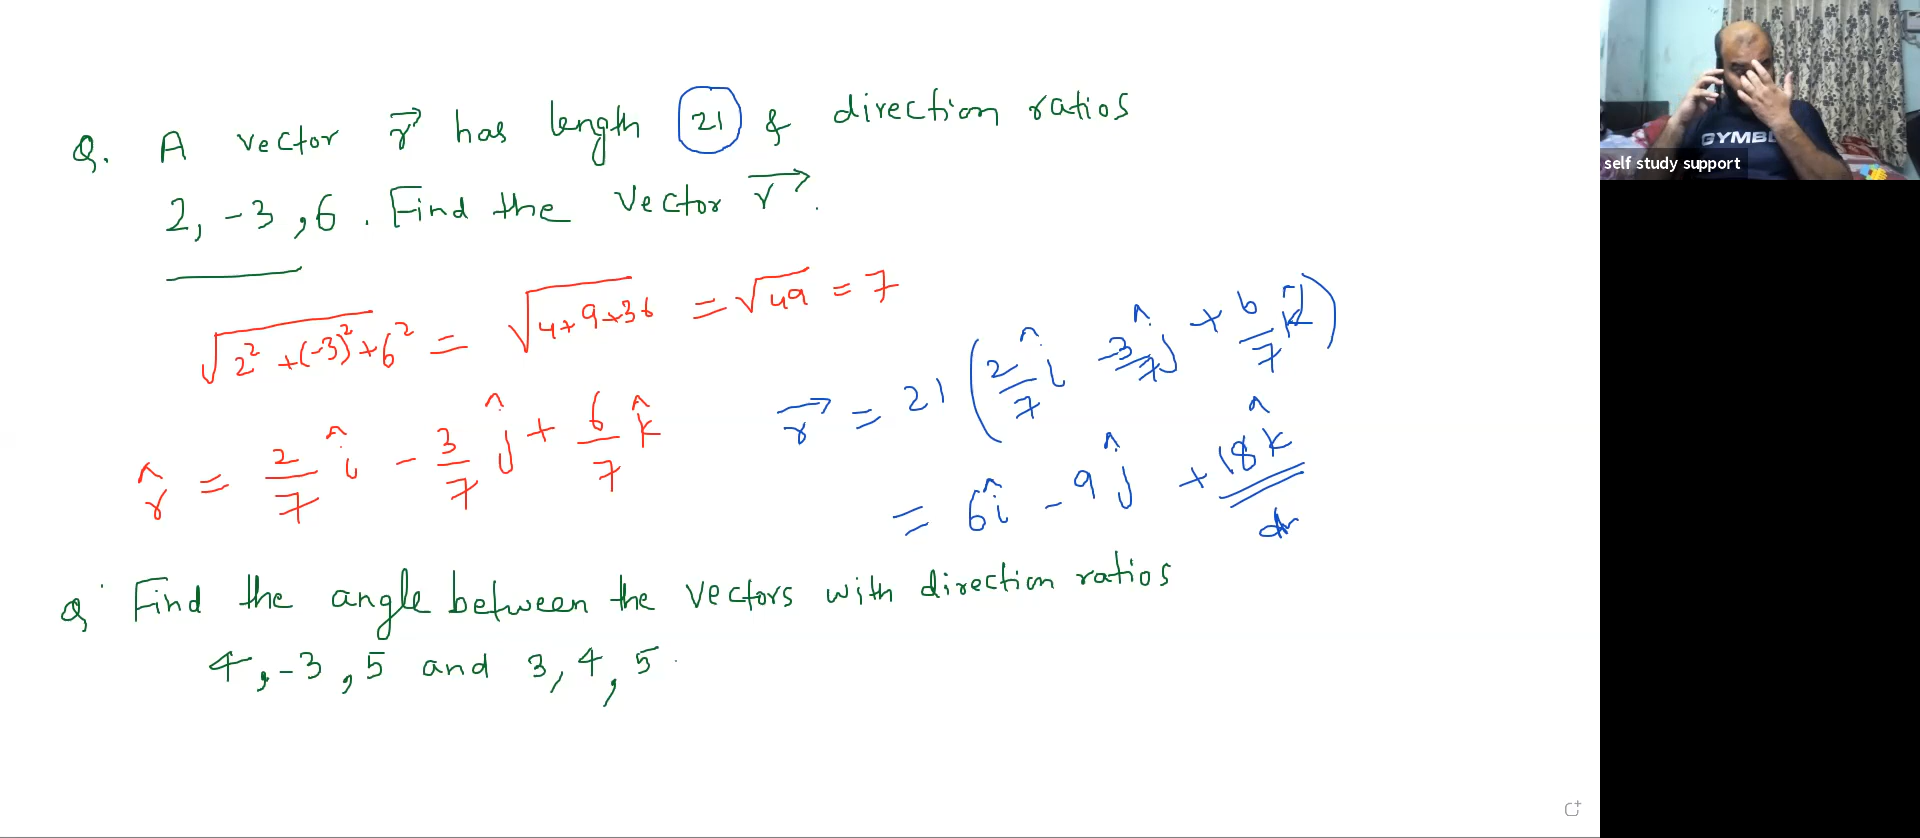 Q. A vector r⃗ has length 21 & direction ratios
2, -3, 6. Find the vector r⃗.
√(2² + (-3)² + 6²) = √(4+9+36) = √49 = 7
r̂ = 2/7 î - 3/7 ĵ + 6/7 k̂
r⃗ = 21 (2/7 î - 3/7 ĵ + 6/7 k̂)
= 6î - 9ĵ + 18k̂
Q. Find the angle between the vectors with direction ratios
4, -3, 5 and 3, 4, 5.
GYMBL
self study support